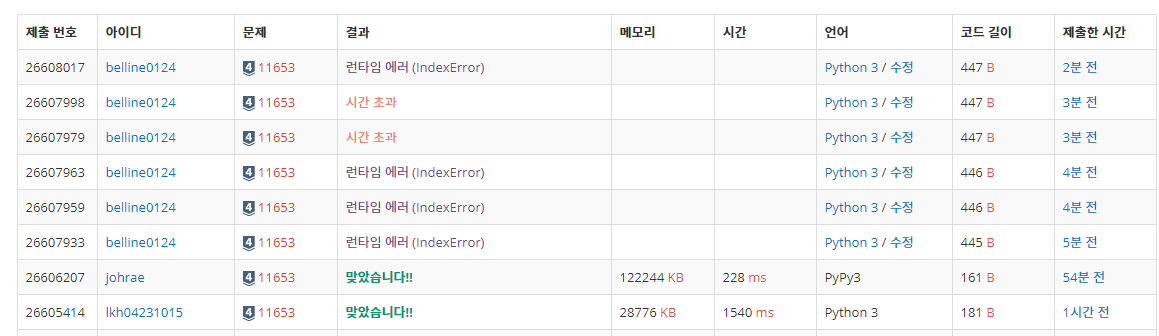 제출 번호 아이디 문제 결과 메모리 시간 언어 코드 길이 제출한 시간
26608017 belline0124 4 11653 런타임 에러 (IndexError) Python 3 / 수정 447 B 2분 전
26607998 belline0124 4 11653 시간 초과 Python 3 / 수정 447 B 3분 전
26607979 belline0124 4 11653 시간 초과 Python 3 / 수정 447 B 3분 전
26607963 belline0124 4 11653 런타임 에러 (IndexError) Python 3 / 수정 446 B 4분 전
26607959 belline0124 4 11653 런타임 에러 (IndexError) Python 3 / 수정 446 B 4분 전
26607933 belline0124 4 11653 런타임 에러 (IndexError) Python 3 / 수정 445 B 5분 전
26606207 johrae 4 11653 맞았습니다!! 122244 KB 228 ms PyPy3 161 B 54분 전
26605414 lkh04231015 4 11653 맞았습니다!! 28776 KB 1540 ms Python 3 181 B 1시간 전